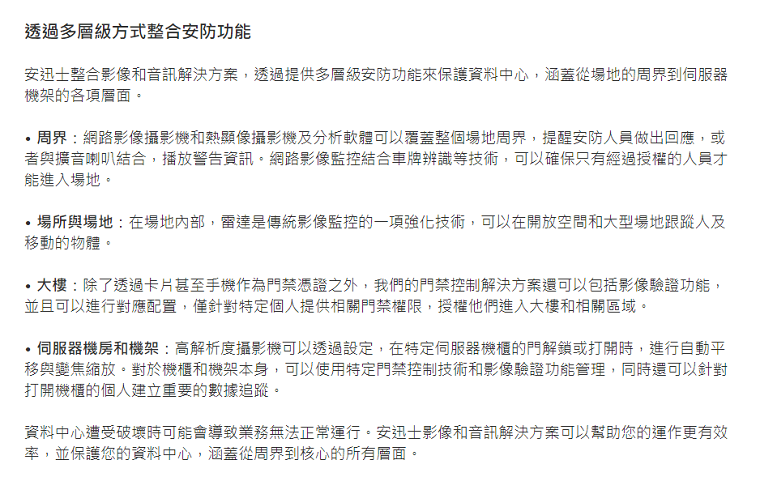 透過多層級方式整合安防功能
安迅士整合影像和音訊解決方案，透過提供多層級安防功能來保護資料中心，涵蓋從場地的周界到伺服器
機架的各項層面。
• 周界：網路影像攝影機和熱顯像攝影機及分析軟體可以覆蓋整個場地周界，提醒安防人員做出回應，或
者與擴音喇叭結合，播放警告資訊。網路影像監控結合車牌辨識等技術，可以確保只有經過授權的人員才
能進入場地。
• 場所與場地：在場地內部，雷達是傳統影像監控的一項強化技術，可以在開放空間和大型場地跟蹤人及
移動的物體。
• 大樓：除了透過卡片甚至手機作為門禁憑證之外，我們的門禁控制解決方案還可以包括影像驗證功能，
並且可以進行對應配置，僅針對特定個人提供相關門禁權限，授權他們進入大樓和相關區域。
• 伺服器機房和機架：高解析度攝影機可以透過設定，在特定伺服器機櫃的門解鎖或打開時，進行自動平
移與變焦縮放。對於機櫃和機架本身，可以使用特定門禁控制技術和影像驗證功能管理，同時還可以針對
打開機櫃的個人建立重要的數據追蹤。
資料中心遭受破壞時可能會導致業務無法正常運行。安迅士影像和音訊解決方案可以幫助您的運作更有效
率，並保護您的資料中心，涵蓋從周界到核心的所有層面。